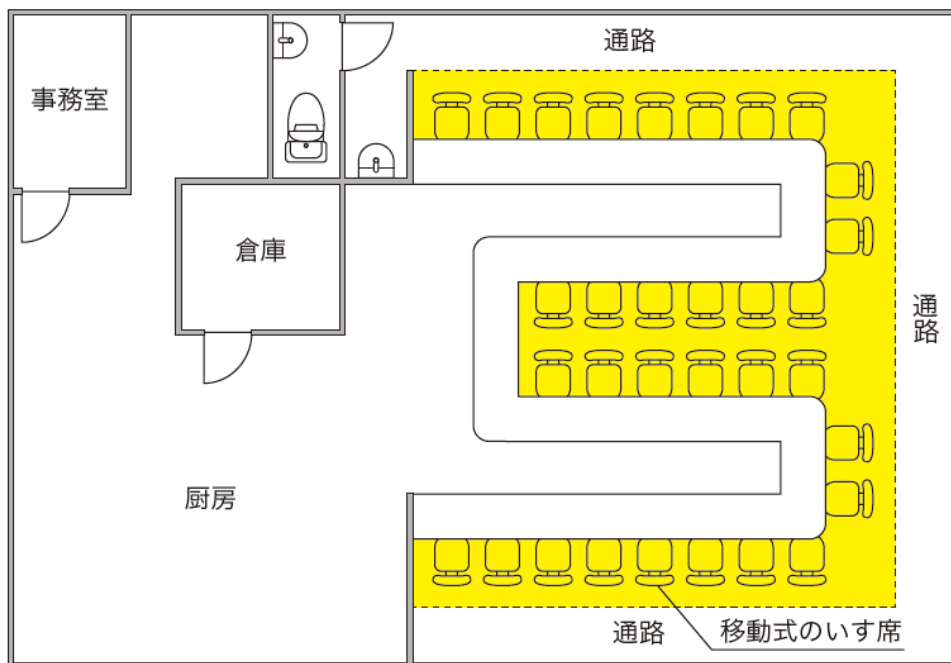 通路
事務室
倉庫
通路
厨房
通路
移動式のいす席